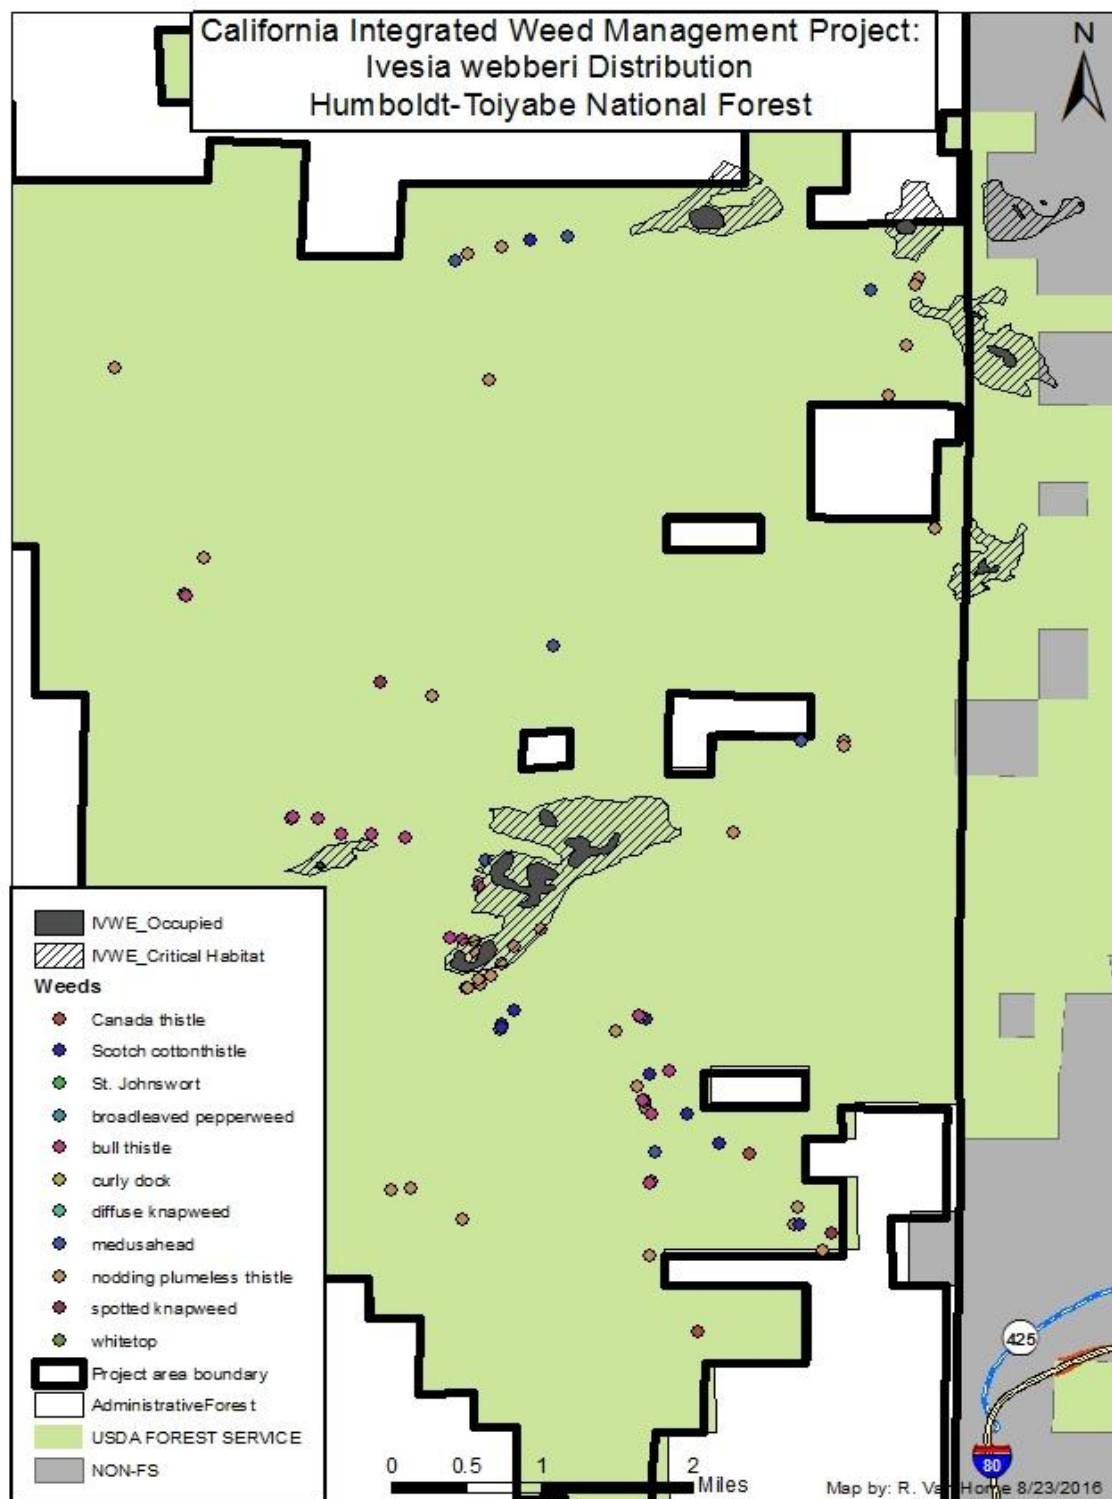 California Integrated Weed Management Project:
Ivesia webberi Distribution
Humboldt-Toiyabe National Forest
N
IVWE_Occupied
IVWE_Critical Habitat
Weeds
Canada thistle
Scotch cottonthistle
St. Johnswort
broadleaved pepperweed
bull thistle
curly dock
diffuse knapweed
medusahead
nodding plumeless thistle
spotted knapweed
whitetop
Project area boundary
AdministrativeForest
USDA FOREST SERVICE
NON-FS
0 0.5 1 2
Miles
425
80
Map by: R. Van Horne 8/23/2016